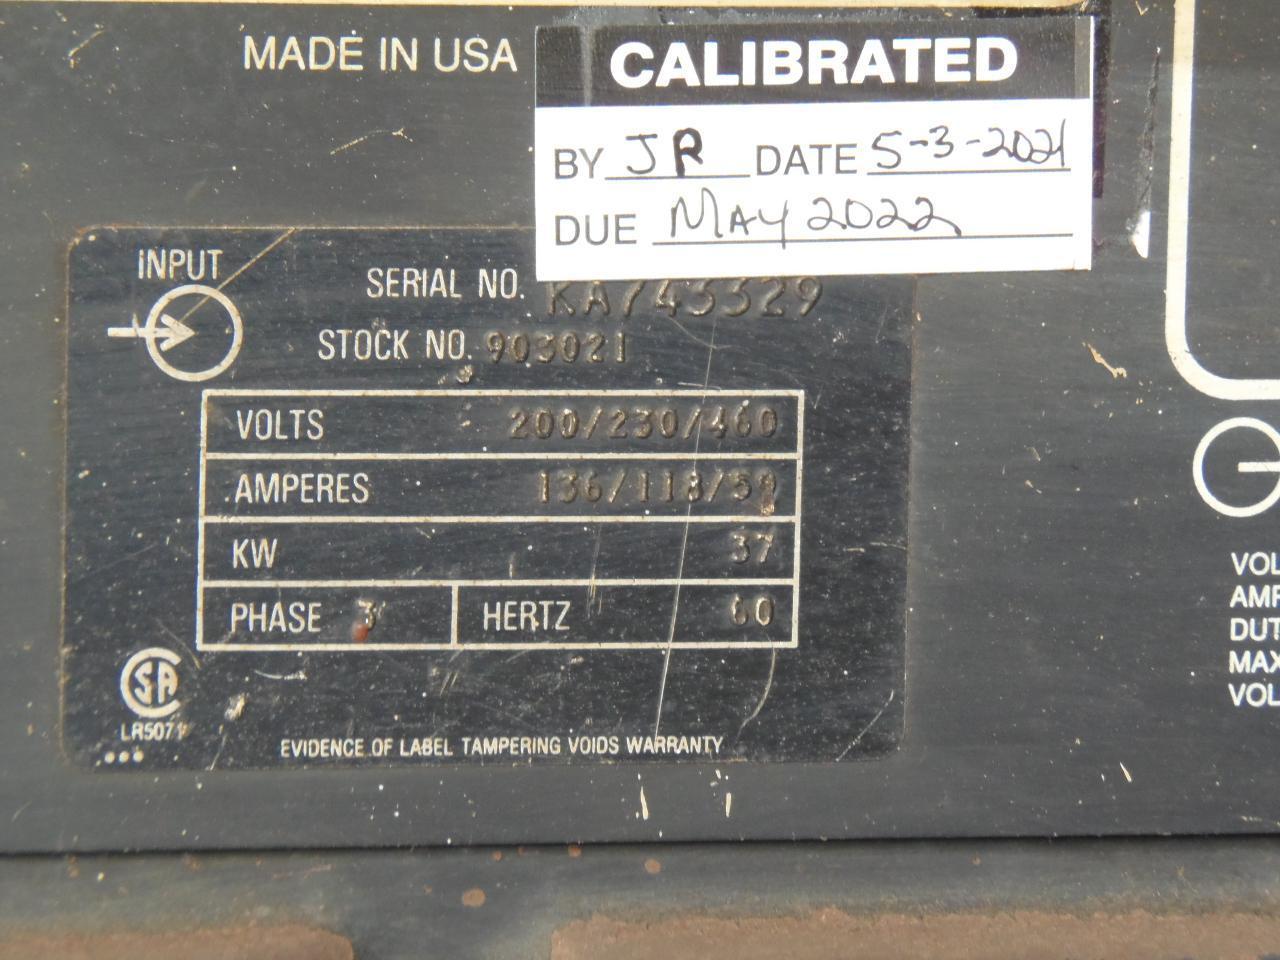 MADE IN USA
CALIBRATED
BY JR DATE 5-3-2021
DUE MAY 2022
INPUT
SERIAL NO. KA743329
STOCK NO. 903021
VOLTS 200/230/460
AMPERES 136/118/59
KW 37
PHASE 3 HERTZ 60
LR5071
EVIDENCE OF LABEL TAMPERING VOIDS WARRANTY
VOL
AMP
DUT
MAX
VOL